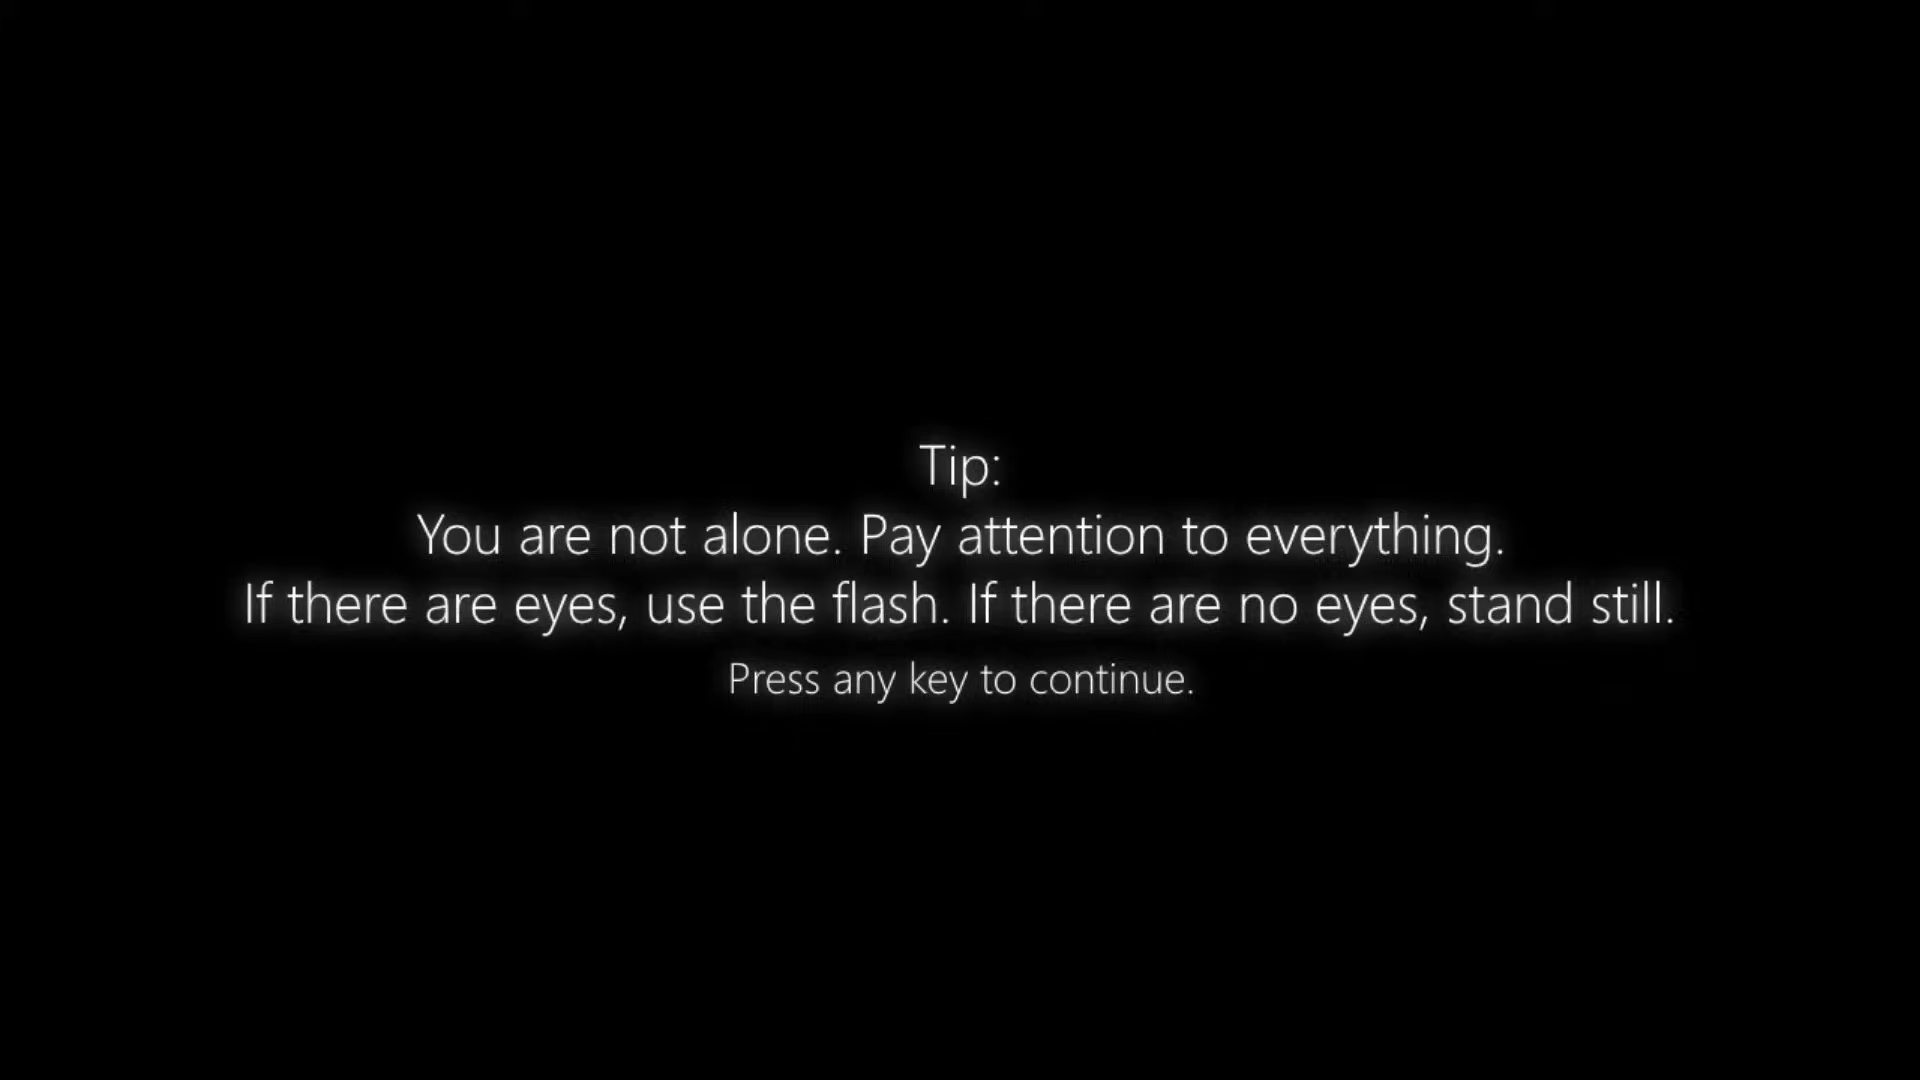 Tip:
You are not alone. Pay attention to everything.
If there are eyes, use the flash. If there are no eyes, stand still.
Press any key to continue.